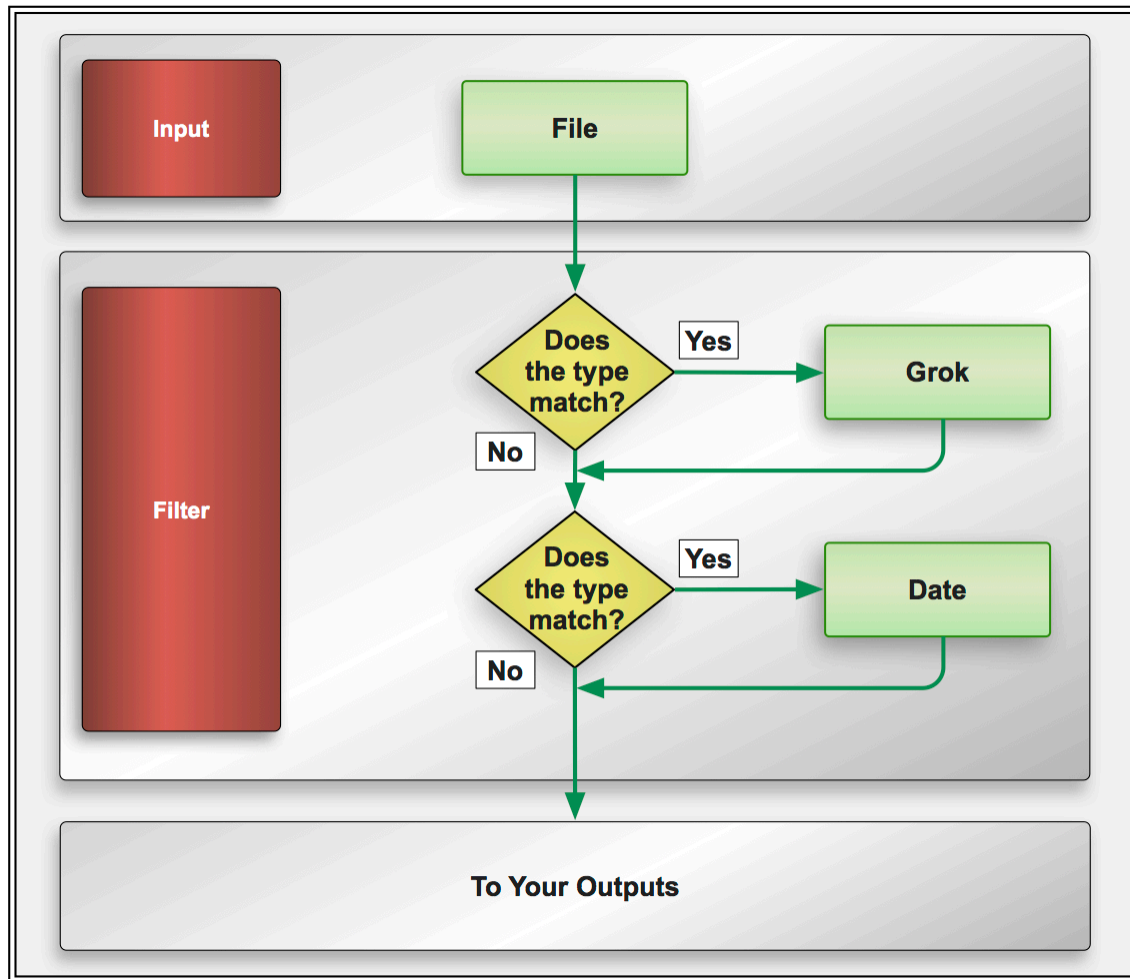 Input
File
Does
the type
match?
Yes
Grok
No
Filter
Does
the type
match?
Yes
Date
No
To Your Outputs